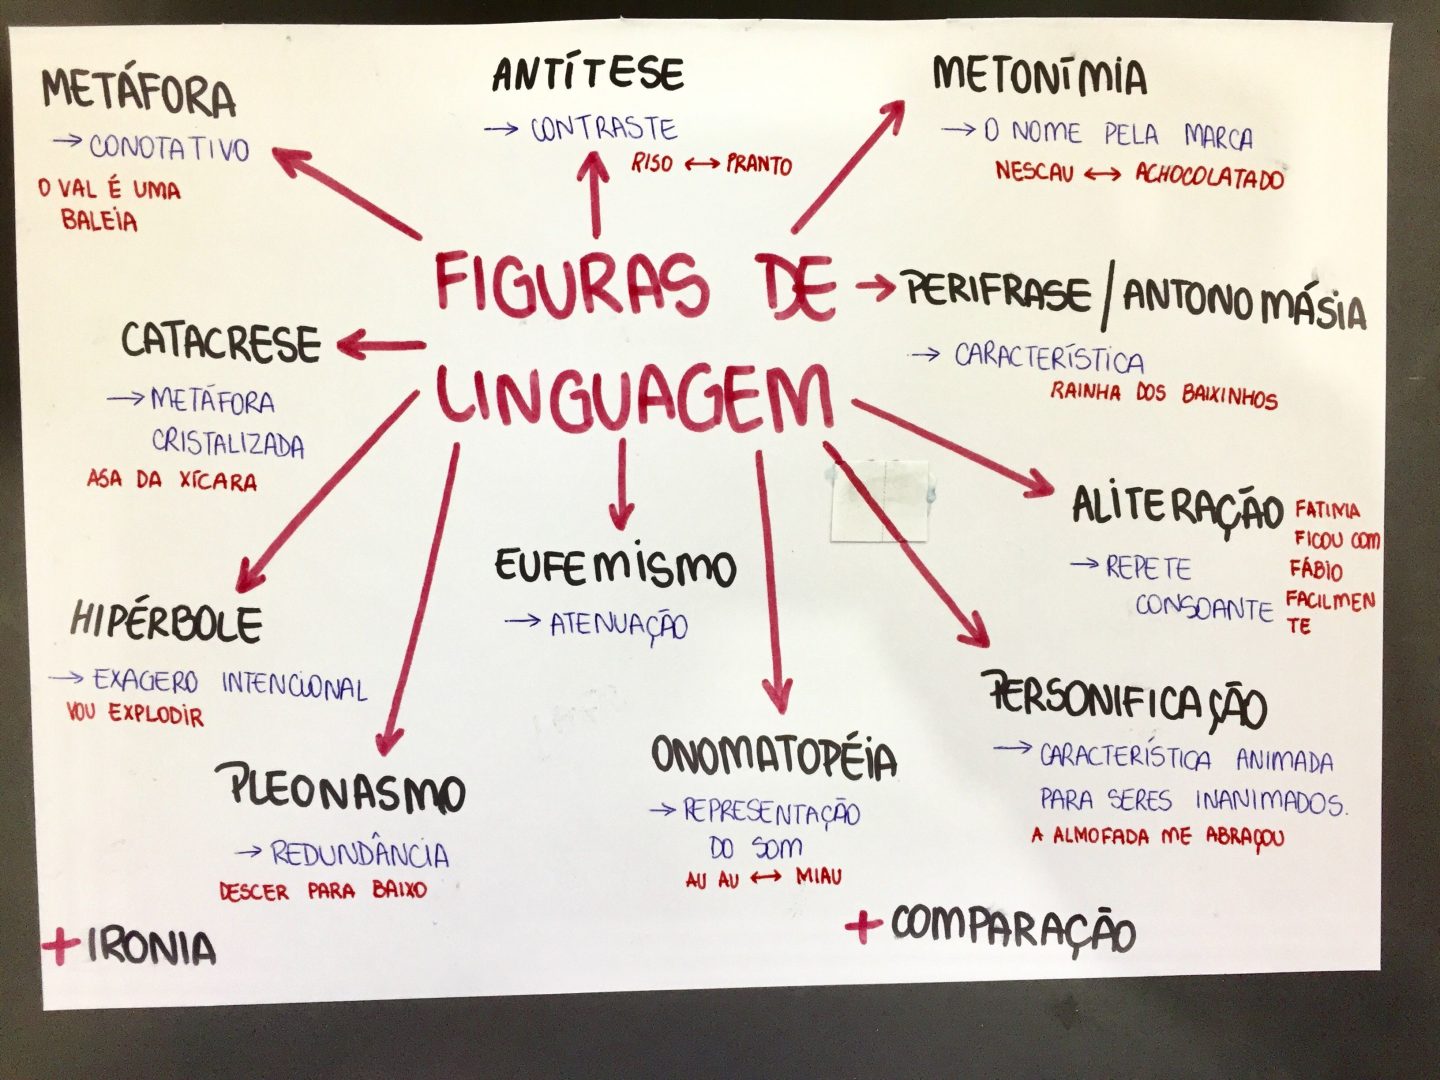 METÁFORA
→ CONOTATIVO
O VAL É UMA
BALEIA
ANTÍTESE
→ CONTRASTE
RISO ↔ PRANTO
METONÍMIA
→ O NOME PELA MARCA
NESCAU ↔ ACHOCOLATADO
FIGURAS DE
LINGUAGEM
PERIFRASE / ANTONOMÁSIA
→ CARACTERÍSTICA
RAINHA DOS BAIXINHOS
CATACRESE
→ METÁFORA
CRISTALIZADA
ASA DA XÍCARA
ALITERAÇÃO
→ REPETE
CONSOANTE
FATIMA
FICOU COM
FÁBIO
FACILMEN
TE
EUFEMISMO
→ ATENUAÇÃO
HIPÉRBOLE
→ EXAGERO INTENCIONAL
VOU EXPLODIR
PERSONIFICAÇÃO
→ CARACTERÍSTICA ANIMADA
PARA SERES INANIMADOS.
A ALMOFADA ME ABRAÇOU
PLEONASMO
→ REDUNDÂNCIA
DESCER PARA BAIXO
ONOMATOPÉIA
→ REPRESENTAÇÃO
DO SOM
AU AU ↔ MIAU
+ IRONIA
+ COMPARAÇÃO